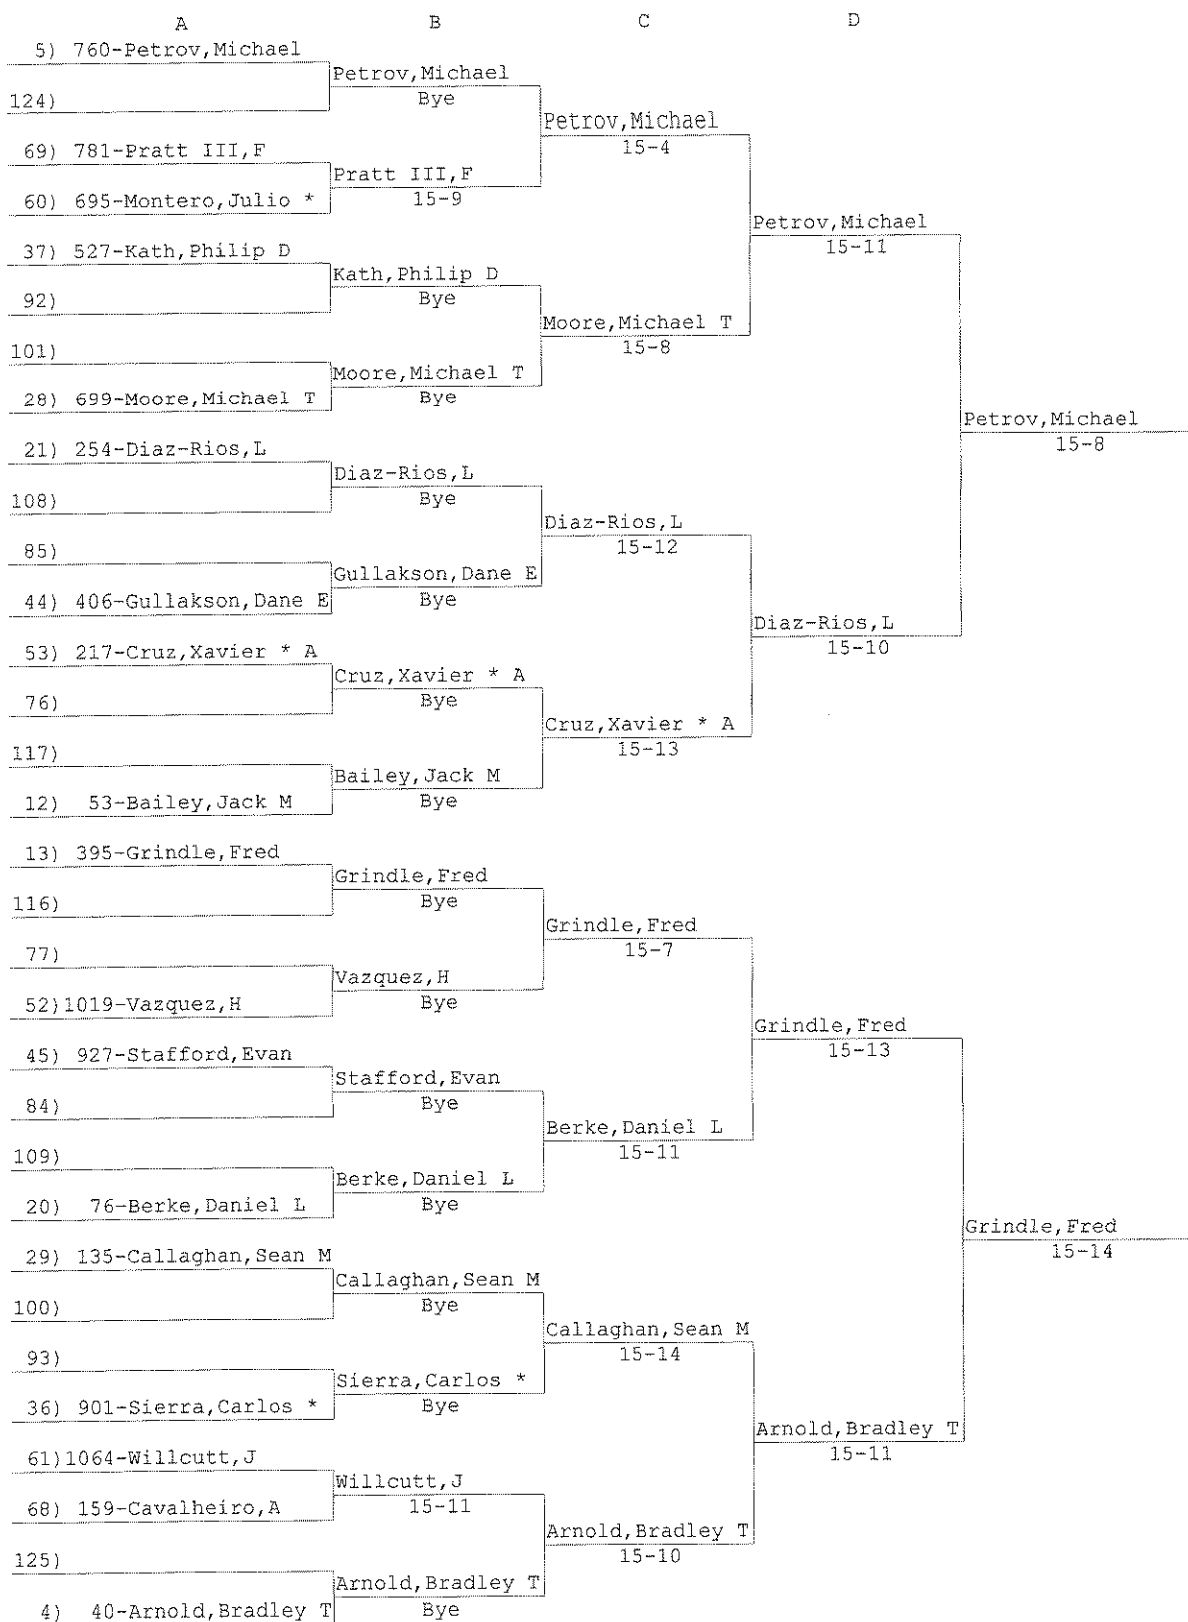 A B C D
5) 760-Petrov,Michael
Petrov,Michael
Bye
124)
Petrov,Michael
15-4
69) 781-Pratt III,F
Pratt III,F
15-9
60) 695-Montero,Julio *
Petrov,Michael
15-11
37) 527-Kath,Philip D
Kath,Philip D
Bye
92)
Moore,Michael T
15-8
101)
Moore,Michael T
Bye
28) 699-Moore,Michael T
Petrov,Michael
15-8
21) 254-Diaz-Rios,L
Diaz-Rios,L
Bye
108)
Diaz-Rios,L
15-12
85)
Gullakson,Dane E
Bye
44) 406-Gullakson,Dane E
Diaz-Rios,L
15-10
53) 217-Cruz,Xavier * A
Cruz,Xavier * A
Bye
76)
Cruz,Xavier * A
15-13
117)
Bailey,Jack M
Bye
12) 53-Bailey,Jack M
13) 395-Grindle,Fred
Grindle,Fred
Bye
116)
Grindle,Fred
15-7
77)
Vazquez,H
Bye
52)1019-Vazquez,H
Grindle,Fred
15-13
45) 927-Stafford,Evan
Stafford,Evan
Bye
84)
Berke,Daniel L
15-11
109)
Berke,Daniel L
Bye
20) 76-Berke,Daniel L
Grindle,Fred
15-14
29) 135-Callaghan,Sean M
Callaghan,Sean M
Bye
100)
Callaghan,Sean M
15-14
93)
Sierra,Carlos *
Bye
36) 901-Sierra,Carlos *
Arnold,Bradley T
15-11
61)1064-Willcutt,J
Willcutt,J
15-11
68) 159-Cavalheiro,A
Arnold,Bradley T
15-10
125)
Arnold,Bradley T
Bye
4) 40-Arnold,Bradley T